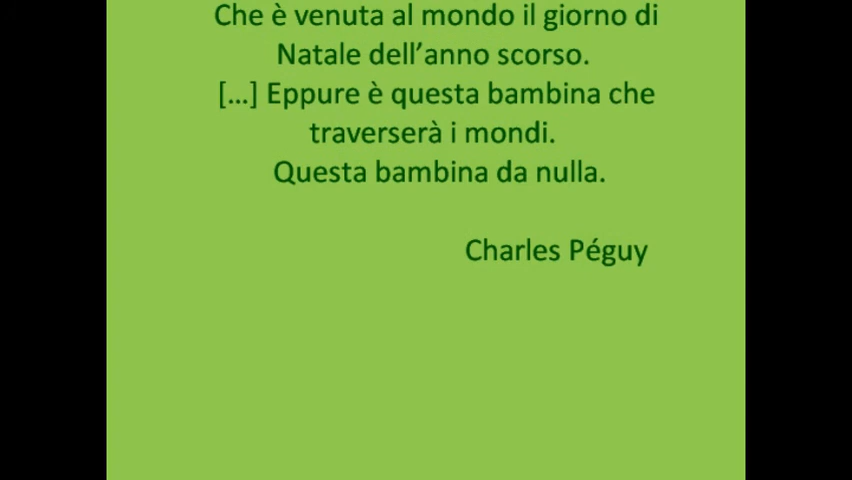 Che è venuta al mondo il giorno di
Natale dell’anno scorso.
[…] Eppure è questa bambina che
traverserà i mondi.
Questa bambina da nulla.
Charles Péguy